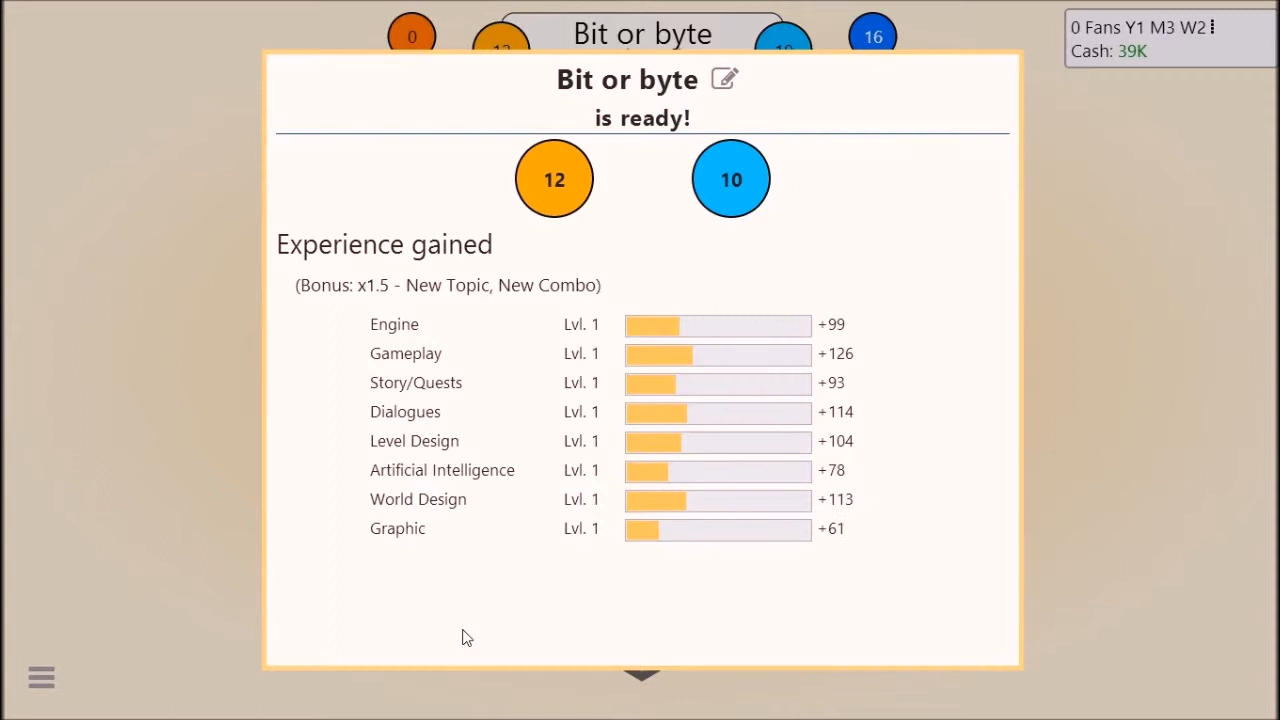 0
Bit or byte
16
0 Fans Y1 M3 W2
Cash: 39K
Bit or byte
is ready!
12
10
Experience gained
(Bonus: x1.5 - New Topic, New Combo)
Engine Lvl. 1 +99
Gameplay Lvl. 1 +126
Story/Quests Lvl. 1 +93
Dialogues Lvl. 1 +114
Level Design Lvl. 1 +104
Artificial Intelligence Lvl. 1 +78
World Design Lvl. 1 +113
Graphic Lvl. 1 +61